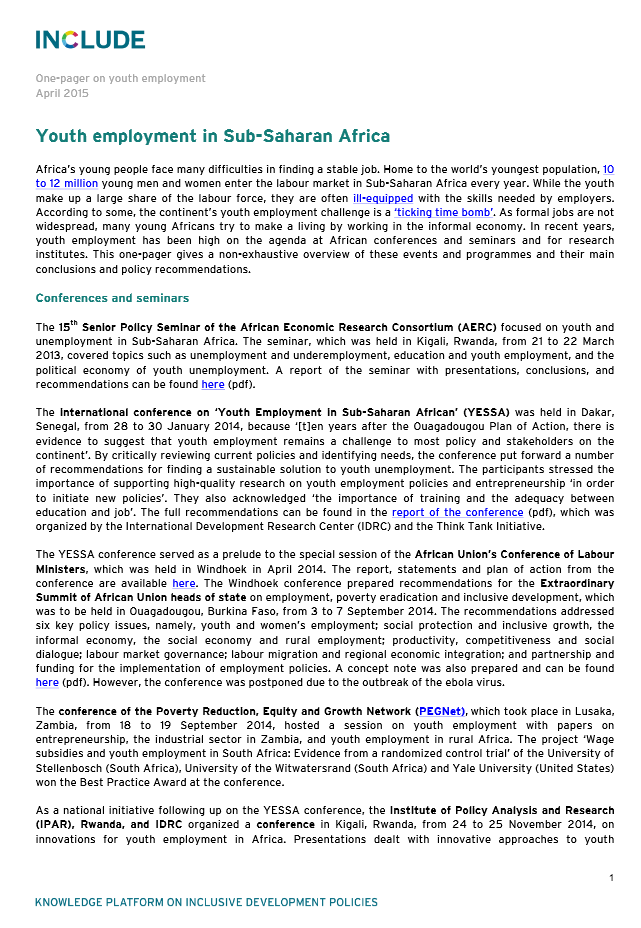 INCLUDE
One-pager on youth employment
April 2015
Youth employment in Sub-Saharan Africa
Africa's young people face many difficulties in finding a stable job. Home to the world's youngest population, 10
to 12 million young men and women enter the labour market in Sub-Saharan Africa every year. While the youth
make up a large share of the labour force, they are often ill-equipped with the skills needed by employers.
According to some, the continent's youth employment challenge is a 'ticking time bomb'. As formal jobs are not
widespread, many young Africans try to make a living by working in the informal economy. In recent years,
youth employment has been high on the agenda at African conferences and seminars and for research
institutes. This one-pager gives a non-exhaustive overview of these events and programmes and their main
conclusions and policy recommendations.
Conferences and seminars
The 15th Senior Policy Seminar of the African Economic Research Consortium (AERC) focused on youth and
unemployment in Sub-Saharan Africa. The seminar, which was held in Kigali, Rwanda, from 21 to 22 March
2013, covered topics such as unemployment and underemployment, education and youth employment, and the
political economy of youth unemployment. A report of the seminar with presentations, conclusions, and
recommendations can be found here (pdf).
The International conference on 'Youth Employment in Sub-Saharan African' (YESSA) was held in Dakar,
Senegal, from 28 to 30 January 2014, because '[t]en years after the Ouagadougou Plan of Action, there is
evidence to suggest that youth employment remains a challenge to most policy and stakeholders on the
continent'. By critically reviewing current policies and identifying needs, the conference put forward a number
of recommendations for finding a sustainable solution to youth unemployment. The participants stressed the
importance of supporting high-quality research on youth employment policies and entrepreneurship 'in order
to initiate new policies'. They also acknowledged 'the importance of training and the adequacy between
education and job'. The full recommendations can be found in the report of the conference (pdf), which was
organized by the International Development Research Center (IDRC) and the Think Tank Initiative.
The YESSA conference served as a prelude to the special session of the African Union's Conference of Labour
Ministers, which was held in Windhoek in April 2014. The report, statements and plan of action from the
conference are available here. The Windhoek conference prepared recommendations for the Extraordinary
Summit of African Union heads of state on employment, poverty eradication and inclusive development, which
was to be held in Ouagadougou, Burkina Faso, from 3 to 7 September 2014. The recommendations addressed
six key policy issues, namely, youth and women's employment; social protection and inclusive growth, the
informal economy, the social economy and rural employment; productivity, competitiveness and social
dialogue; labour market governance; labour migration and regional economic integration; and partnership and
funding for the implementation of employment policies. A concept note was also prepared and can be found
here (pdf). However, the conference was postponed due to the outbreak of the ebola virus.
The conference of the Poverty Reduction, Equity and Growth Network (PEGNet), which took place in Lusaka,
Zambia, from 18 to 19 September 2014, hosted a session on youth employment with papers on
entrepreneurship, the industrial sector in Zambia, and youth employment in rural Africa. The project 'Wage
subsidies and youth employment in South Africa: Evidence from a randomized control trial' of the University of
Stellenbosch (South Africa), University of the Witwatersrand (South Africa) and Yale University (United States)
won the Best Practice Award at the conference.
As a national initiative following up on the YESSA conference, the Institute of Policy Analysis and Research
(IPAR), Rwanda, and IDRC organized a conference in Kigali, Rwanda, from 24 to 25 November 2014, on
innovations for youth employment in Africa. Presentations dealt with innovative approaches to youth
1
KNOWLEDGE PLATFORM ON INCLUSIVE DEVELOPMENT POLICIES